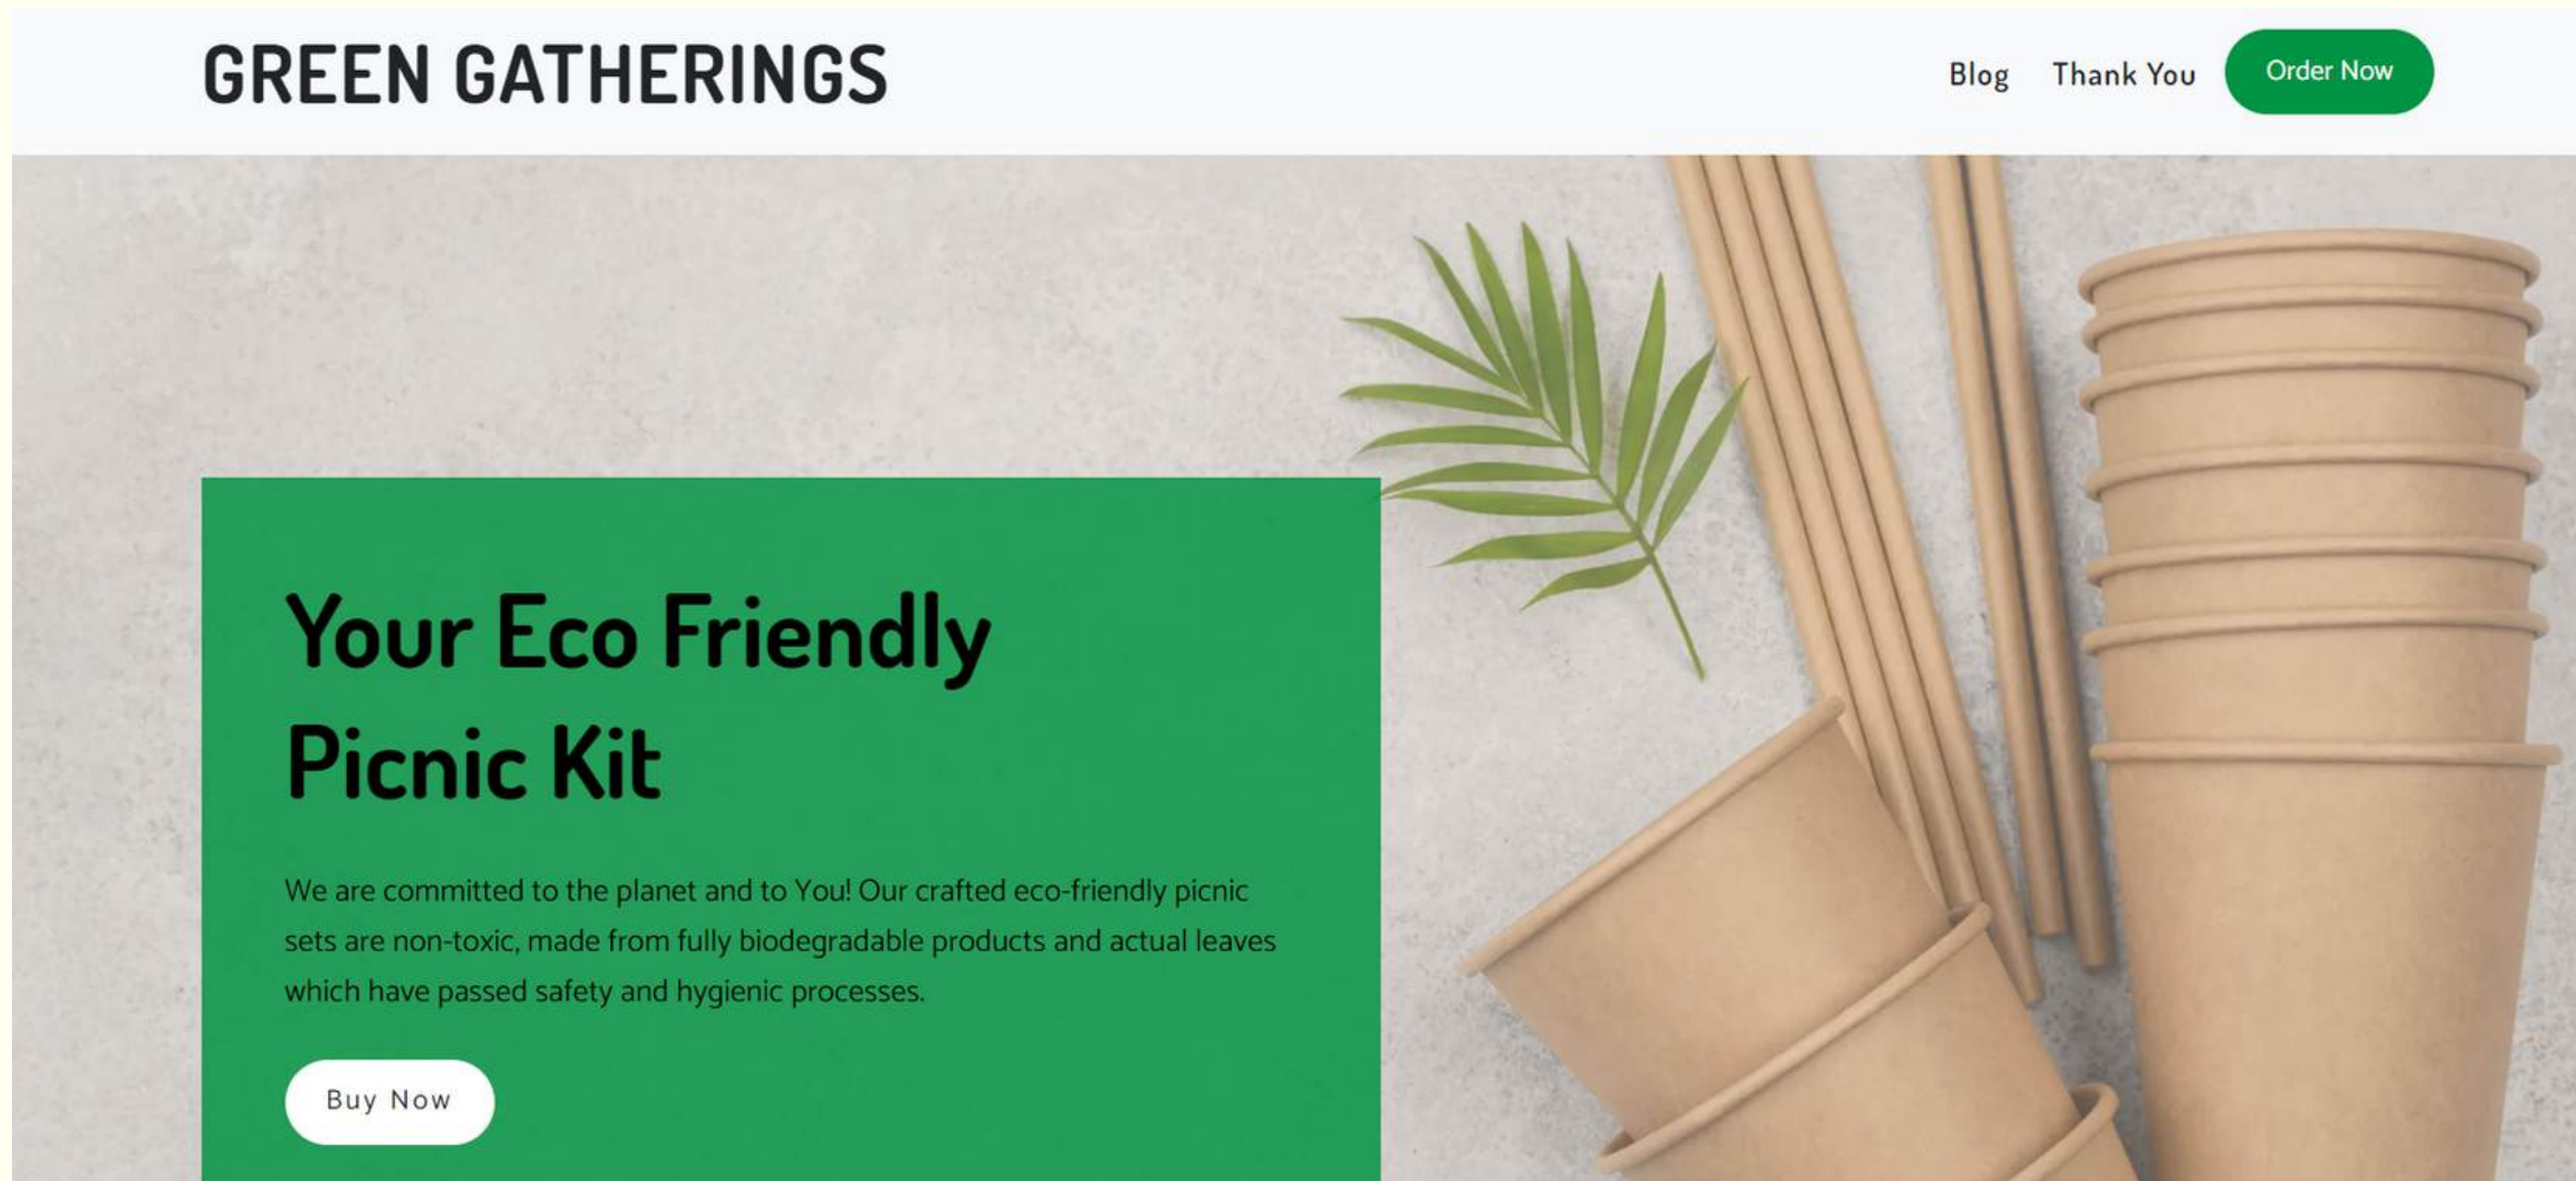 GREEN GATHERINGS
Blog
Thank You
Order Now
Your Eco Friendly
Picnic Kit
We are committed to the planet and to You! Our crafted eco-friendly picnic
sets are non-toxic, made from fully biodegradable products and actual leaves
which have passed safety and hygienic processes.
Buy Now